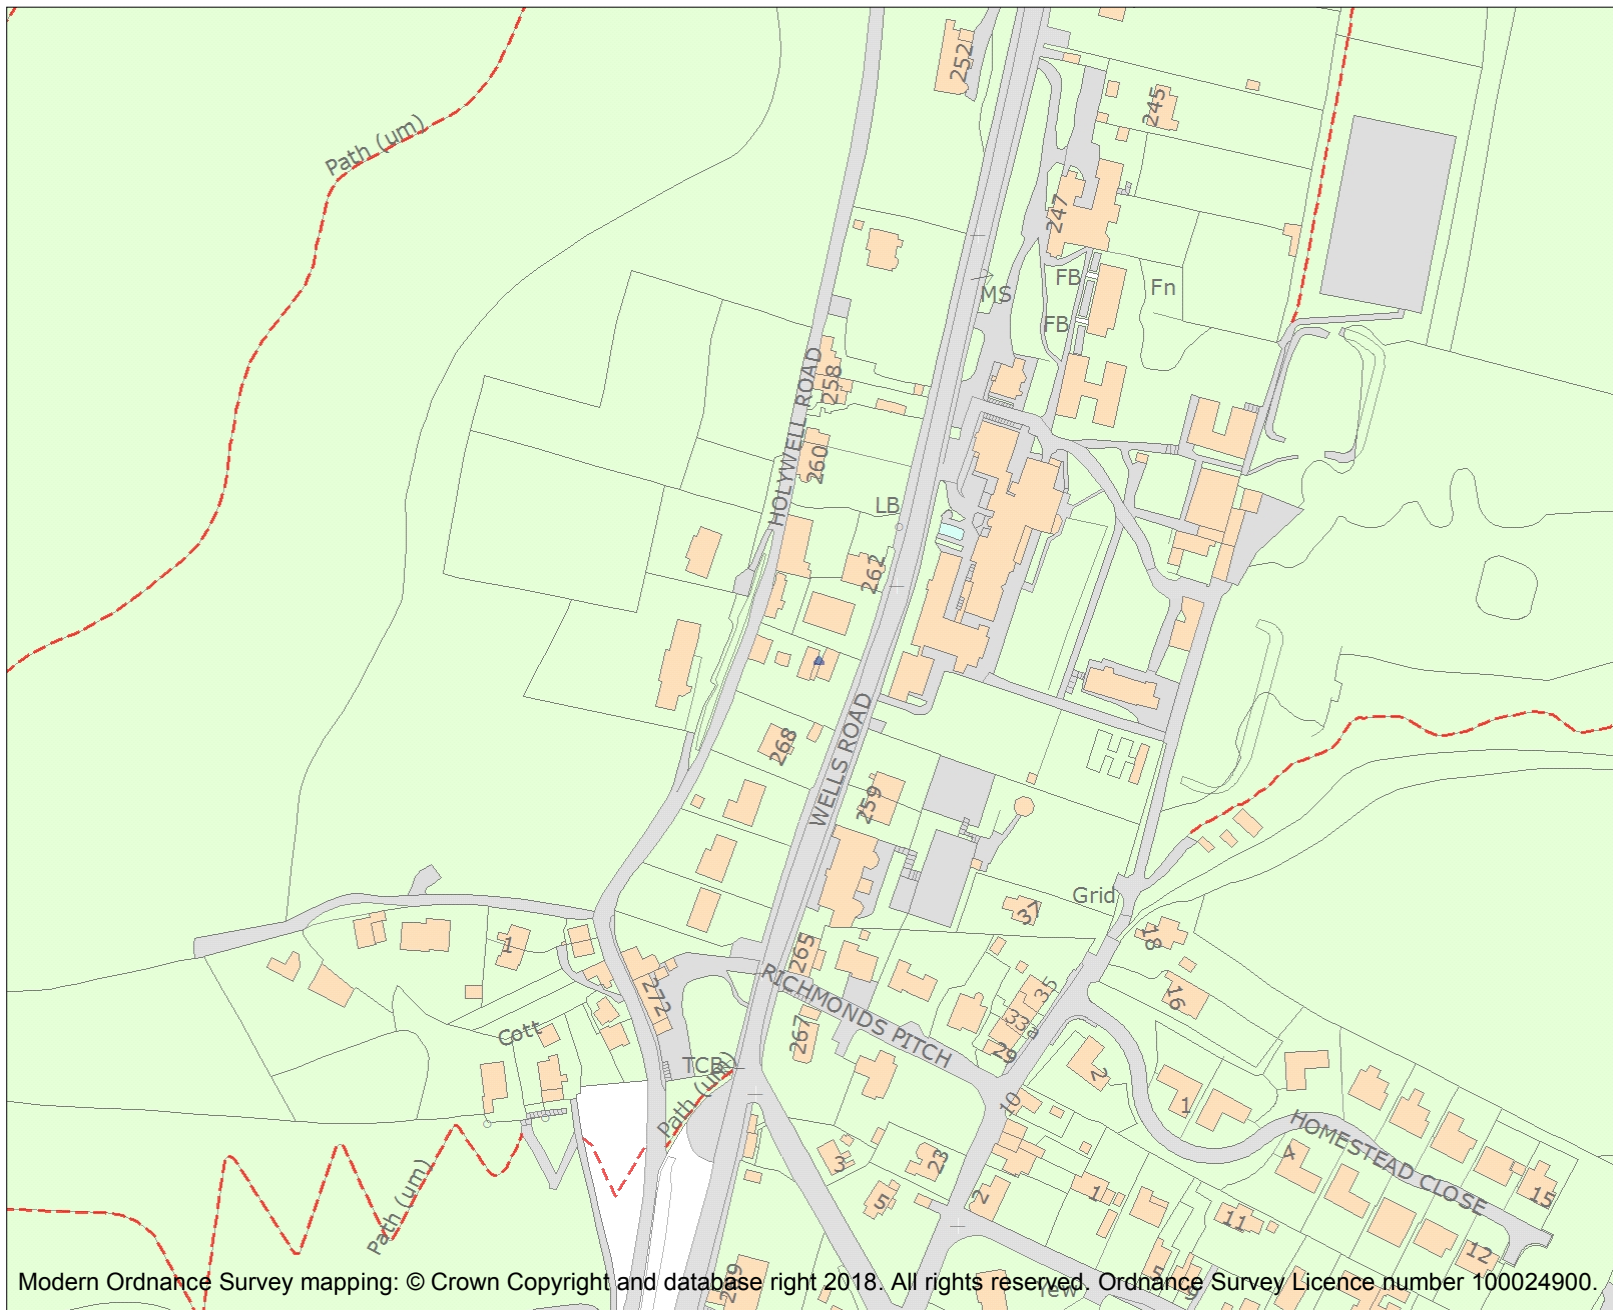 252
245
Path (um)
247
FB
Fn
MS
FB
HOLYWELL ROAD
258
260
LB
262
268
WELLS ROAD
259
Grid
37
18
1
265
272
RICHMONDS PITCH
35
33a
16
Cott
267
29
TCB
Path (um)
2
10
1
HOMESTEAD CLOSE
4
3
23
Path (um)
5
2
1
11
15
12
5
Yew
Modern Ordnance Survey mapping: © Crown Copyright and database right 2018. All rights reserved. Ordnance Survey Licence number 100024900.